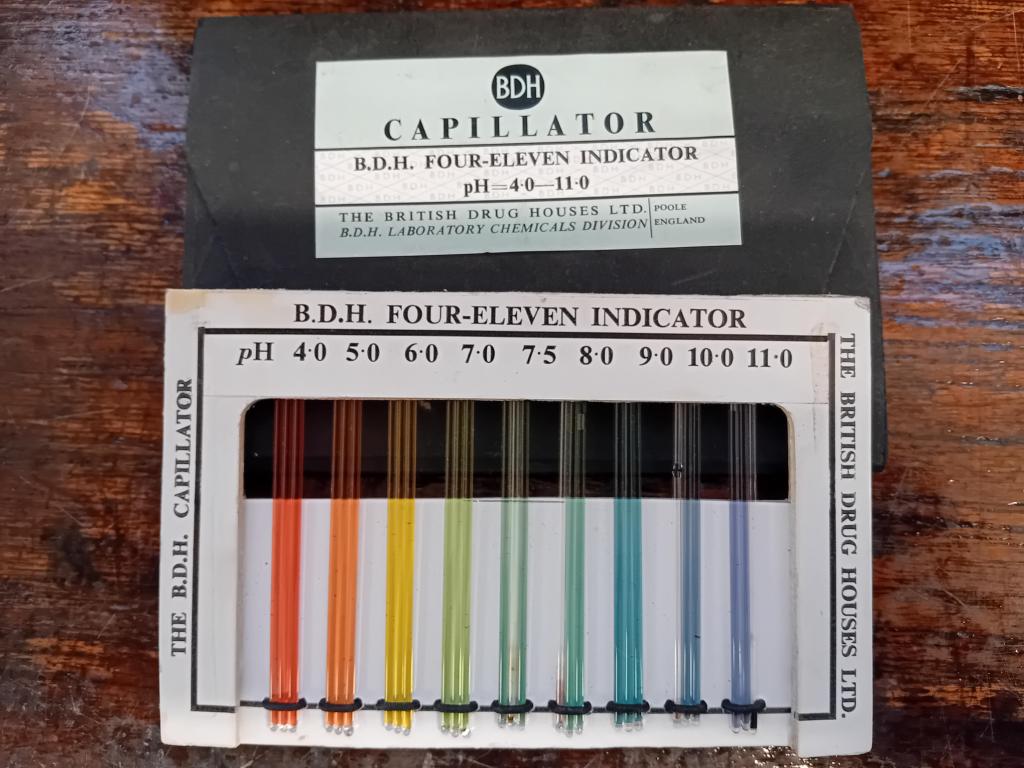 BDH
CAPILLATOR
B.D.H. FOUR-ELEVEN INDICATOR
pH=4·0—11·0
THE BRITISH DRUG HOUSES LTD.
B.D.H. LABORATORY CHEMICALS DIVISION
POOLE
ENGLAND
B.D.H. FOUR-ELEVEN INDICATOR
pH 4·0 5·0 6·0 7·0 7·5 8·0 9·0 10·0 11·0
THE B.D.H. CAPILLATOR
THE BRITISH DRUG HOUSES LTD.